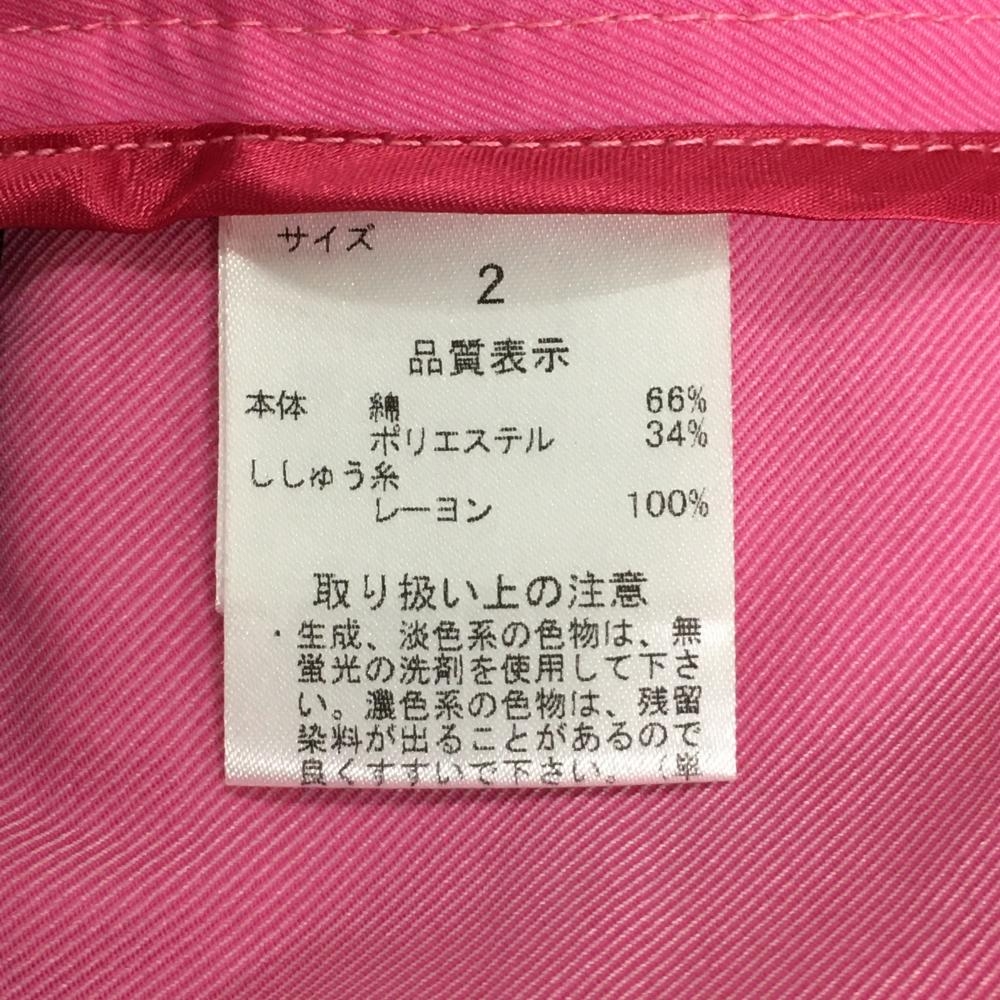 サイズ
2
品質表示
本体 綿 66%
ポリエステル 34%
ししゅう糸
レーヨン 100%
取り扱い上の注意
・生成、淡色系の色物は、無
蛍光の洗剤を使用して下さ
い。濃色系の色物は、残留
染料が出ることがあるので
良くすすいで下さい。（単